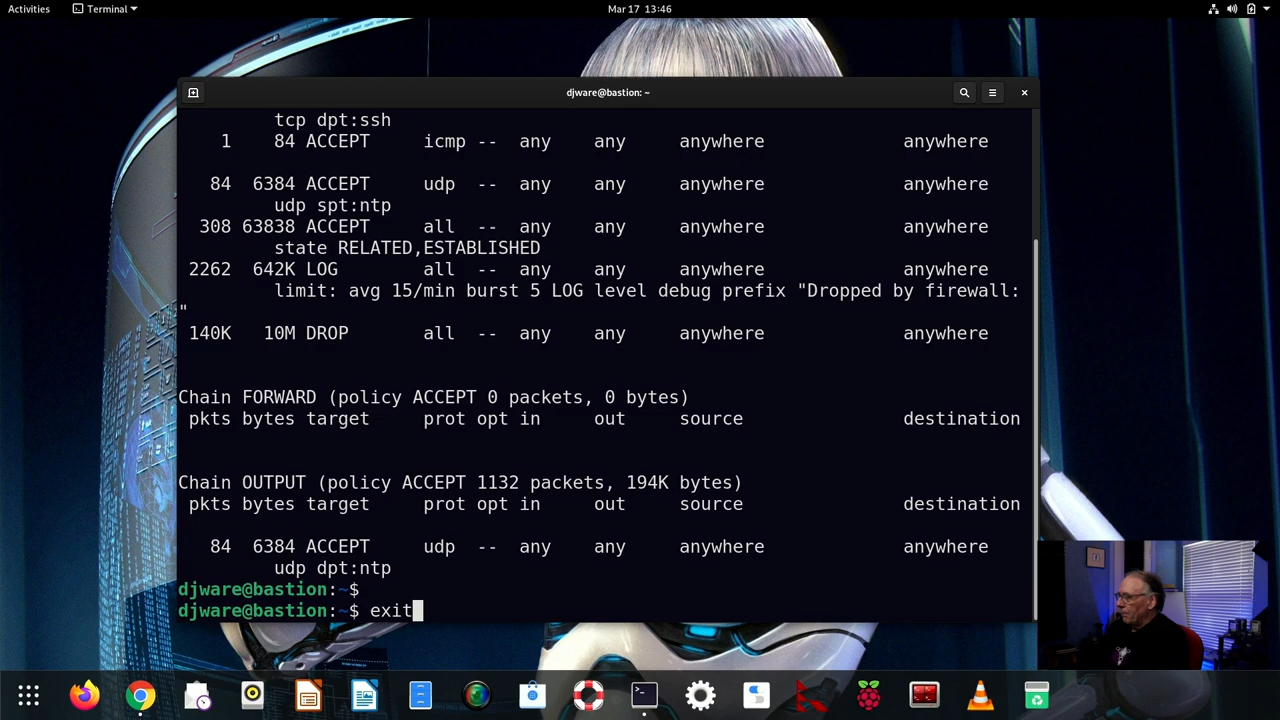 Activities Terminal Mar 17 13:46
djware@bastion: ~
tcp dpt:ssh
1 84 ACCEPT icmp -- any any anywhere anywhere
84 6384 ACCEPT udp -- any any anywhere anywhere
udp spt:ntp
308 63838 ACCEPT all -- any any anywhere anywhere
state RELATED,ESTABLISHED
2262 642K LOG all -- any any anywhere anywhere
limit: avg 15/min burst 5 LOG level debug prefix "Dropped by firewall:
"
140K 10M DROP all -- any any anywhere anywhere
Chain FORWARD (policy ACCEPT 0 packets, 0 bytes)
pkts bytes target prot opt in out source destination
Chain OUTPUT (policy ACCEPT 1132 packets, 194K bytes)
pkts bytes target prot opt in out source destination
84 6384 ACCEPT udp -- any any anywhere anywhere
udp dpt:ntp
djware@bastion:~$
djware@bastion:~$ exit